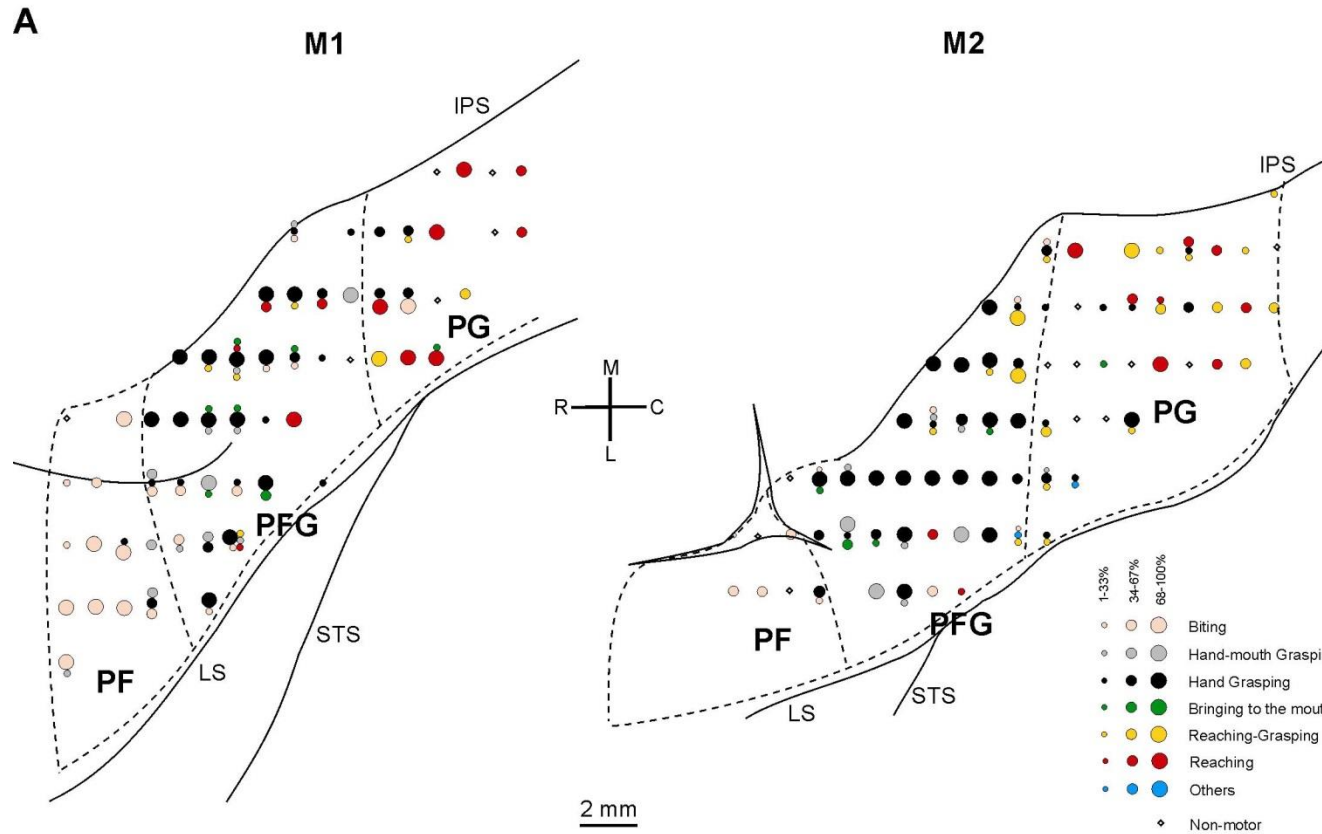 A
M1
M2
IPS
IPS
PG
M
R C
L
PG
PFG
STS
PF
LS
PF
PFG
LS
STS
1-33%
34-67%
68-100%
Biting
Hand-mouth Graspi
Hand Grasping
Bringing to the mout
Reaching-Grasping
Reaching
Others
Non-motor
2 mm